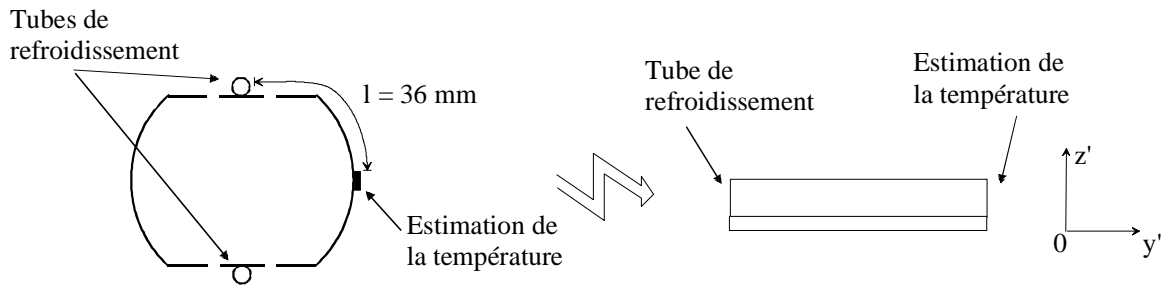 Tubes de
refroidissement
l = 36 mm
Estimation de
la température
Tube de
refroidissement
Estimation de
la température
z'
0
y'